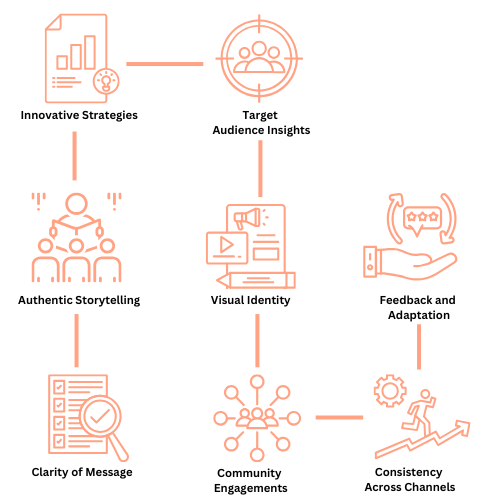 Innovative Strategies
Target
Audience Insights
Authentic Storytelling
Visual Identity
Feedback and
Adaptation
Clarity of Message
Community
Engagements
Consistency
Across Channels